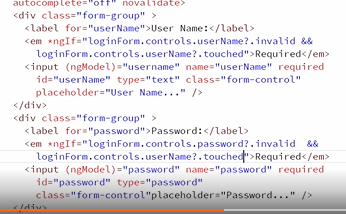 autocomplete="off" novalidate>
<div class="form-group" >
<label for="userName">User Name:</label>
<em *ngIf="loginForm.controls.userName?.invalid &&
loginForm.controls.userName?.touched">Required</em>
<input (ngModel)="username" name="userName" required
id="userName" type="text" class="form-control"
placeholder="User Name..." />
</div>
<div class="form-group" >
<label for="password">Password:</label>
<em *ngIf="loginForm.controls.password?.invalid &&
loginForm.controls.userName?.touched">Required</em>
<input (ngModel)="password" name="password" required
id="password" type="password"
class="form-control"placeholder="Password..." />
</div>